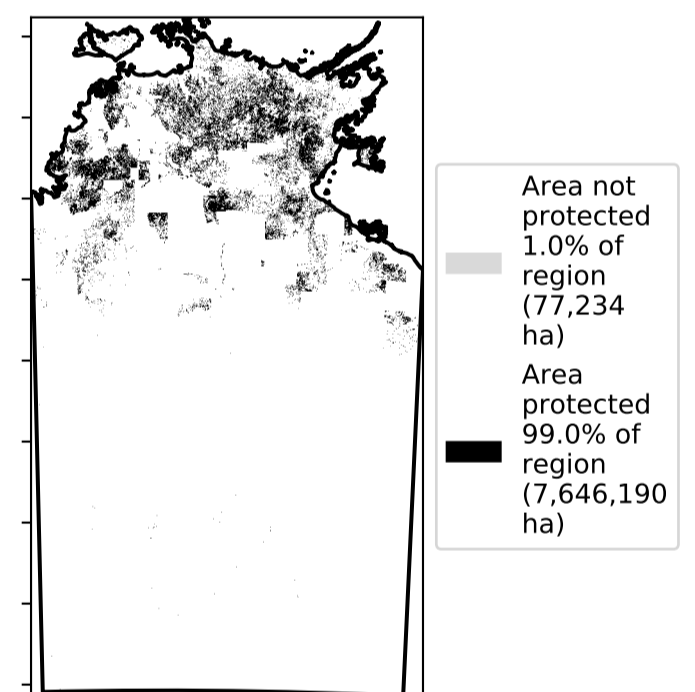 Area not
protected
1.0% of
region
(77,234
ha)
Area
protected
99.0% of
region
(7,646,190
ha)